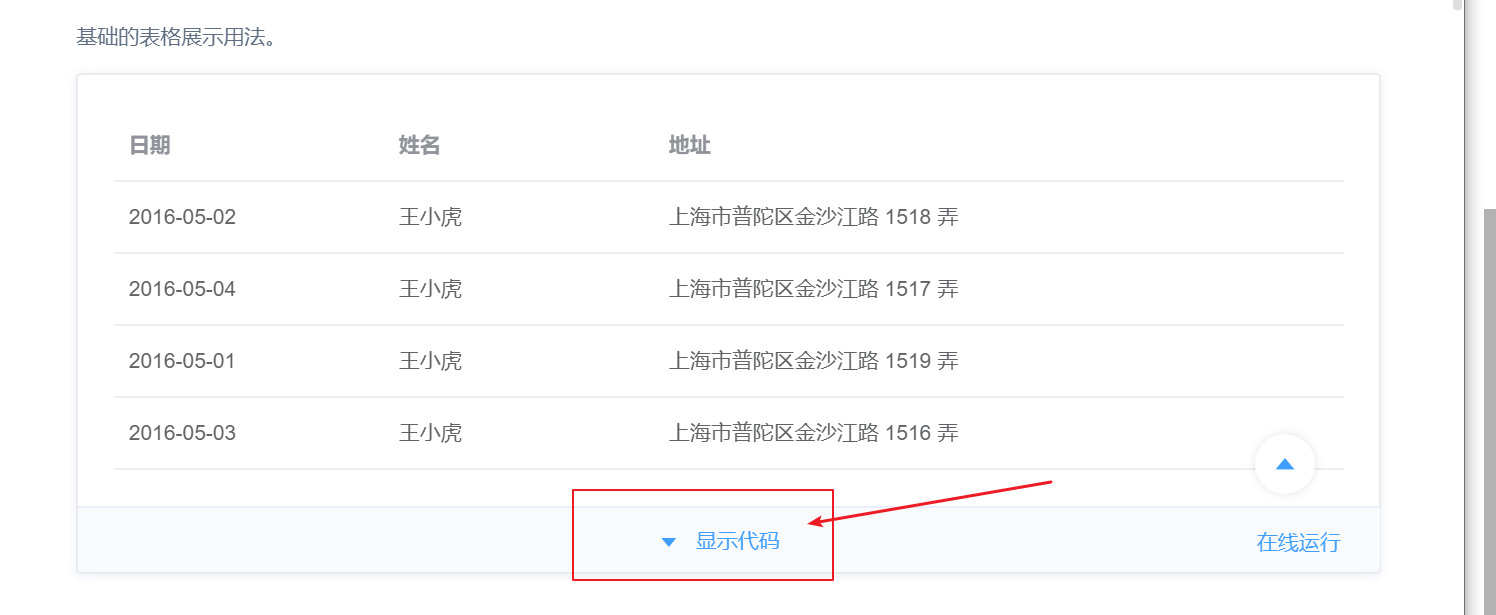 基础的表格展示用法。
日期 姓名 地址
2016-05-02 王小虎 上海市普陀区金沙江路 1518 弄
2016-05-04 王小虎 上海市普陀区金沙江路 1517 弄
2016-05-01 王小虎 上海市普陀区金沙江路 1519 弄
2016-05-03 王小虎 上海市普陀区金沙江路 1516 弄
显示代码 在线运行